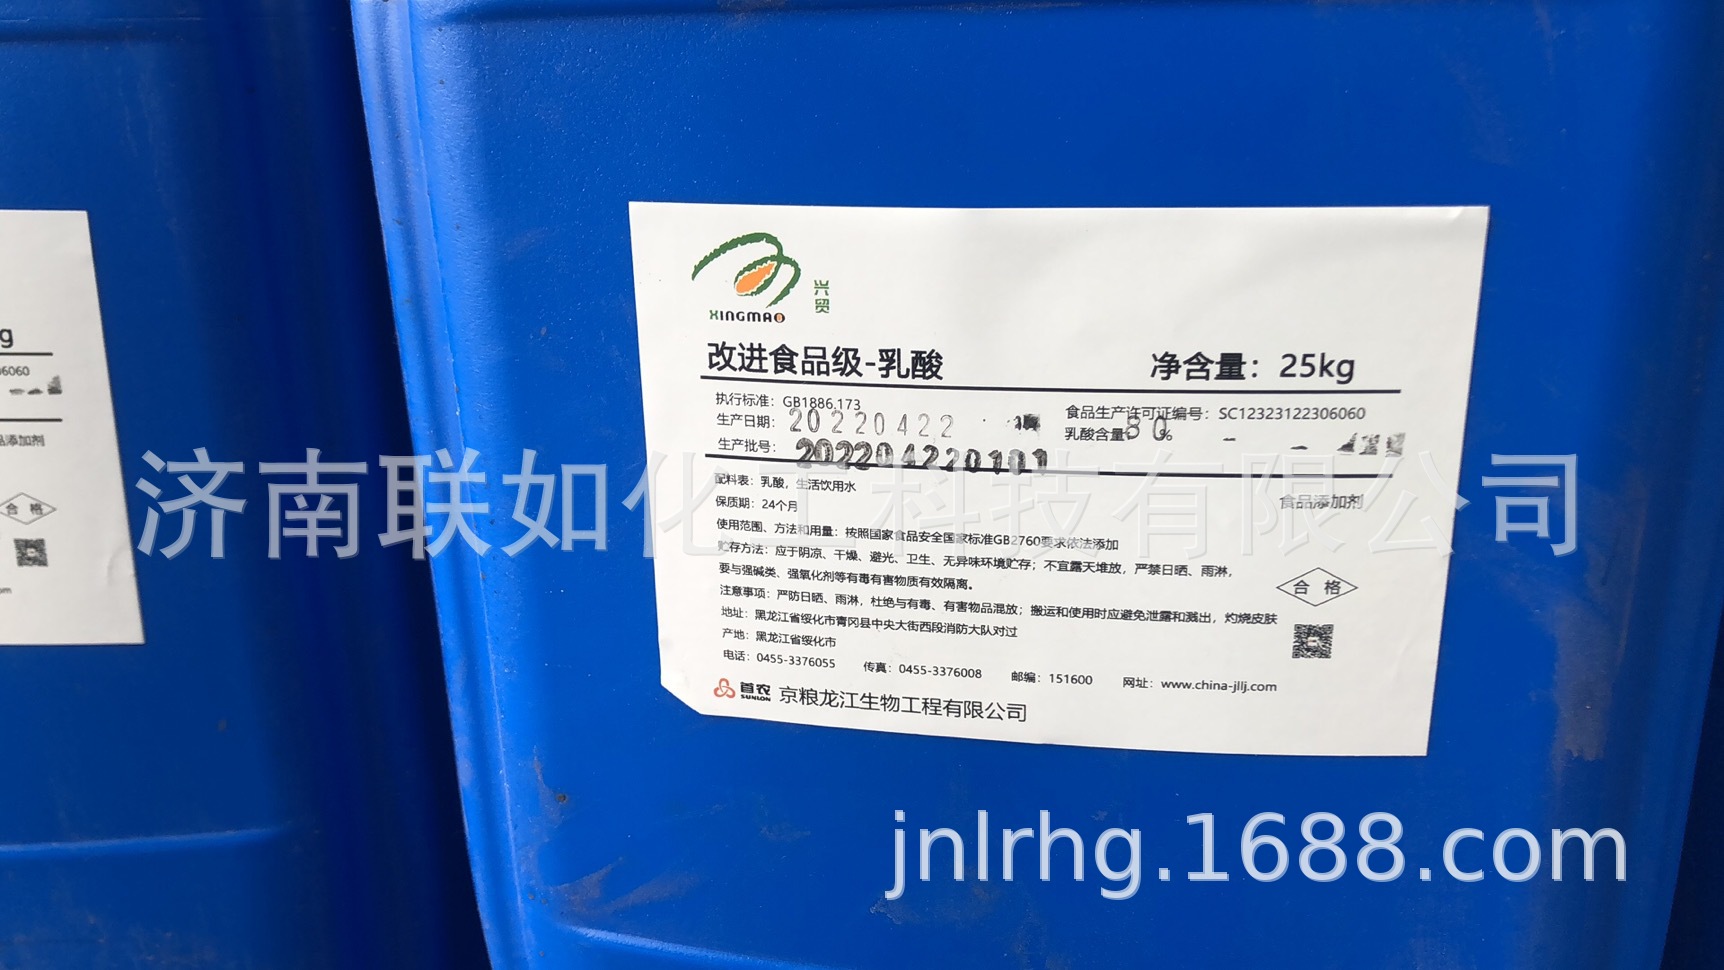 XINGMAO
兴贸
改进食品级-乳酸 净含量：25kg
执行标准：GB1886.173 食品生产许可证编号：SC12323122306060
生产日期：20220422 乳酸含量80%
生产批号：202204220101
配料表：乳酸，生活饮用水
保质期：24个月 食品添加剂
使用范围、方法和用量：按照国家食品安全国家标准GB2760要求依法添加
贮存方法：应于阴凉、干燥、避光、卫生、无异味环境贮存；不宜露天堆放，严禁日晒、雨淋，
要与强碱类、强氧化剂等有毒有害物质有效隔离。
注意事项：严防日晒、雨淋，杜绝与有毒、有害物品混放；搬运和使用时应避免泄露和溅出，灼烧皮肤
合格
地址：黑龙江省绥化市青冈县中央大街西段消防大队对过
产地：黑龙江省绥化市
电话：0455-3376055 传真：0455-3376008 邮编：151600 网址：www.china-jllj.com
首农 SUNLON 京粮龙江生物工程有限公司
g
6060
品添加剂
合格
om
济南联如化工科技有限公司
jnlrhg.1688.com